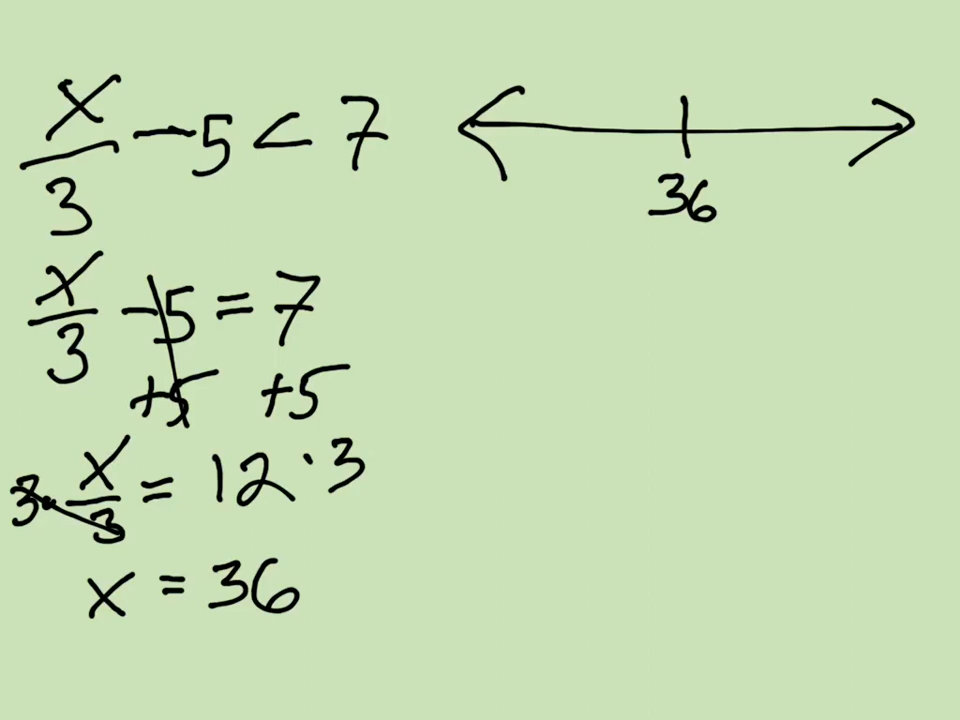 x/3 - 5 < 7
36
x/3 - 5 = 7
+5 +5
3 · x/3 = 12 · 3
x = 36